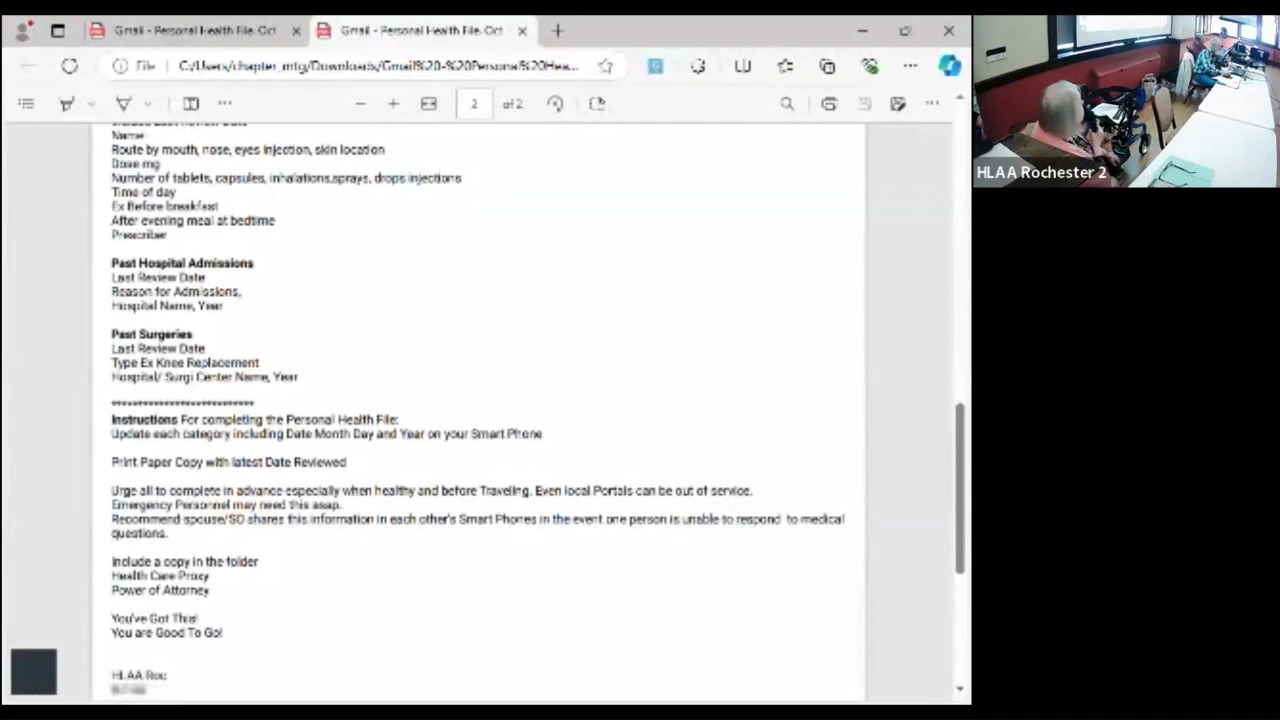 Gmail - Personal Health File. Oct
Gmail - Personal Health File. Oct
File
C:/Users/chapter_mtg/Downloads/Gmail%20-%20Personal%20Hea...
2 of 2
Name
Route by mouth, nose, eyes injection, skin location
Dose mg
Number of tablets, capsules, inhalations,sprays, drops injections
Time of day
Ex Before breakfast
After evening meal at bedtime
Prescriber
Past Hospital Admissions
Last Review Date
Reason for Admissions,
Hospital Name, Year
Past Surgeries
Last Review Date
Type Ex Knee Replacement
Hospital/ Surgi Center Name, Year
***************************
Instructions For completing the Personal Health File:
Update each category including Date Month Day and Year on your Smart Phone
Print Paper Copy with latest Date Reviewed
Urge all to complete in advance especially when healthy and before Traveling. Even local Portals can be out of service.
Emergency Personnel may need this asap.
Recommend spouse/SO shares this information in each other's Smart Phones in the event one person is unable to respond to medical
questions.
Include a copy in the folder
Health Care Proxy
Power of Attorney
You've Got This!
You are Good To Go!
HLAA Roc
HLAA Rochester 2